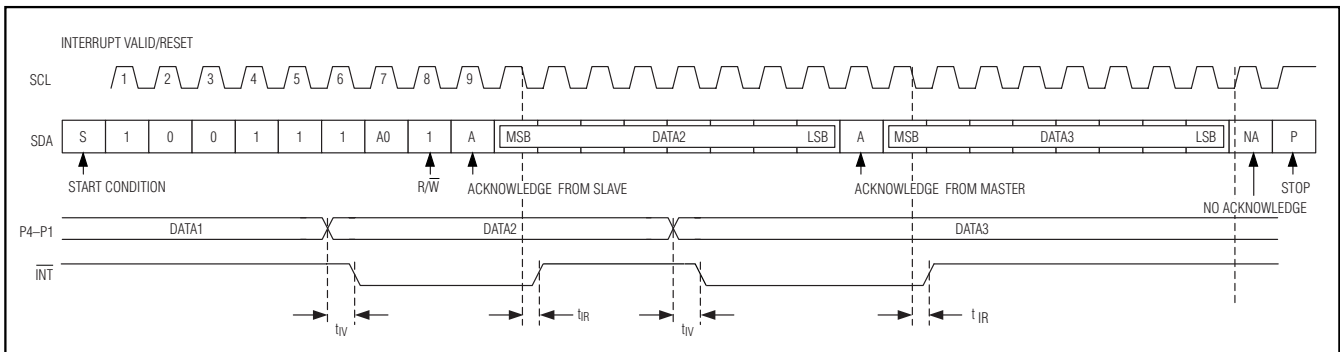 INTERRUPT VALID/RESET
SCL 1 2 3 4 5 6 7 8 9
SDA S 1 0 0 1 1 1 A0 1 A MSB DATA2 LSB A MSB DATA3 LSB NA P
START CONDITION R/W̅ ACKNOWLEDGE FROM SLAVE ACKNOWLEDGE FROM MASTER STOP
NO ACKNOWLEDGE
P4–P1 DATA1 DATA2 DATA3
I̅N̅T̅
tIV tIR tIV tIR